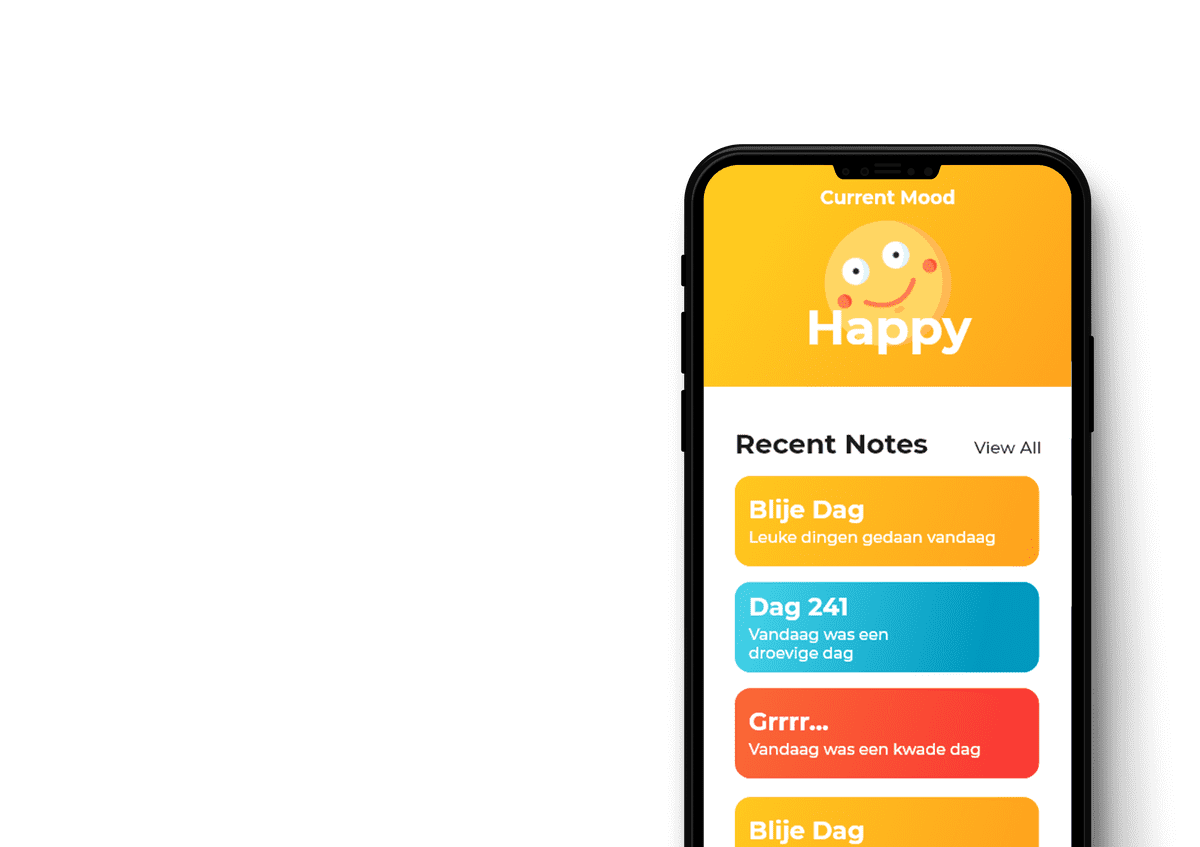 Current Mood
Happy
Recent Notes
View All
Blije Dag
Leuke dingen gedaan vandaag
Dag 241
Vandaag was een
droevige dag
Grrrr...
Vandaag was een kwade dag
Blije Dag